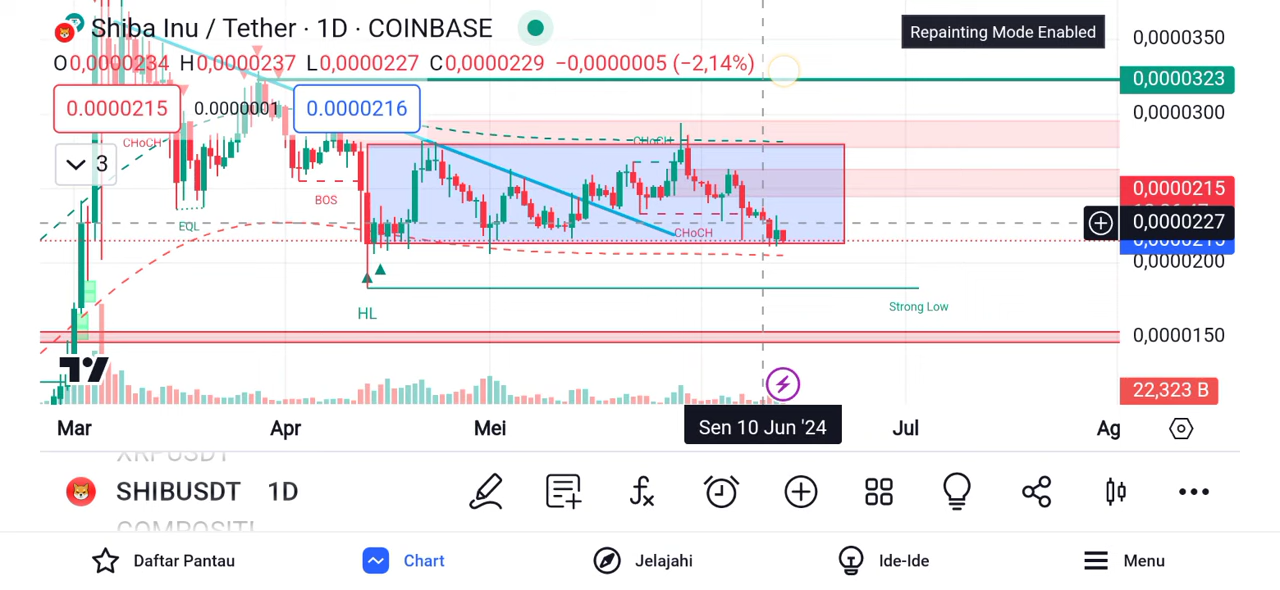 Shiba Inu / Tether · 1D · COINBASE
Repainting Mode Enabled
O0,0000234 H0,0000237 L0,0000227 C0,0000229 −0,0000005 (−2,14%)
0.0000215 0.0000001 0.0000216
3
CHoCH
CHoCH
BOS
EQL
CHoCH
HL
Strong Low
0,0000350
0,0000323
0,0000300
0,0000215
0,0000227
0,0000200
0,0000150
22,323 B
Mar Apr Mei Sen 10 Jun '24 Jul Ag
XRPUSDT
SHIBUSDT 1D
Daftar Pantau Chart Jelajahi Ide-Ide Menu